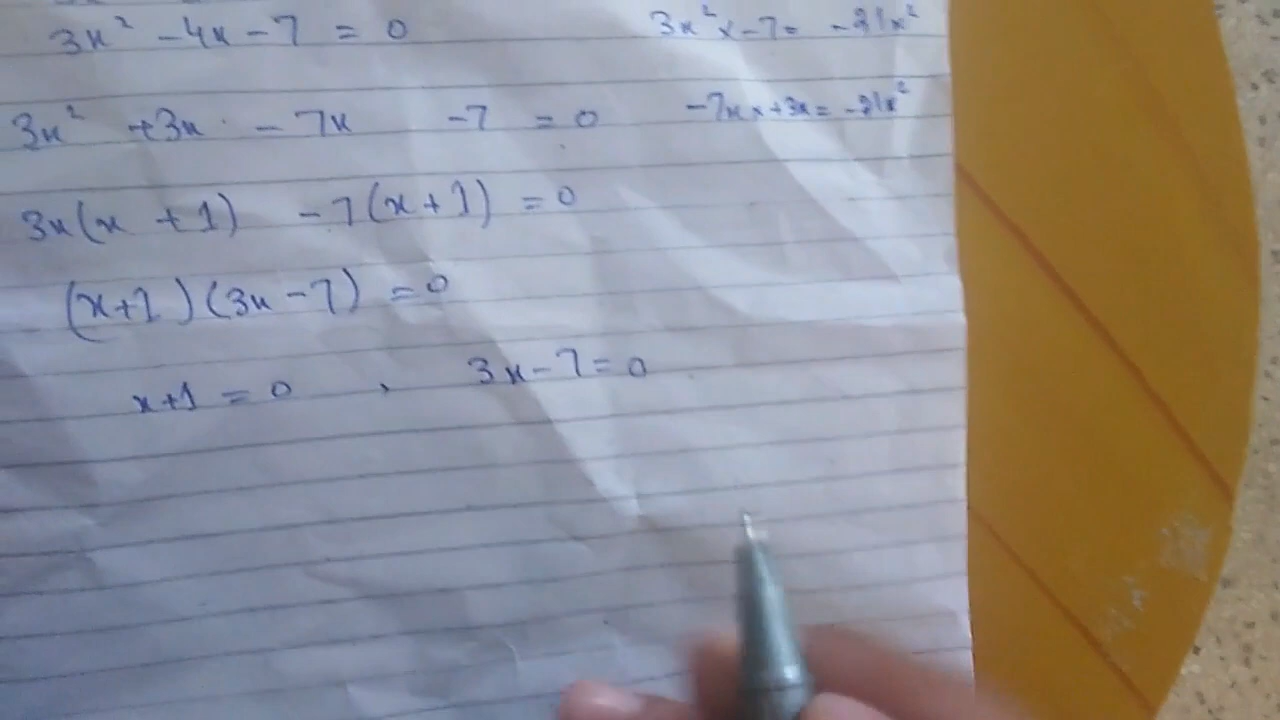 3x² - 4x - 7 = 0
3x² x -7 = -21x²
3x² +3x - 7x -7 = 0
-7x x +3x = -21x²
3x(x + 1) -7(x+1) = 0
(x+1)(3x-7) = 0
x+1 = 0 , 3x-7=0